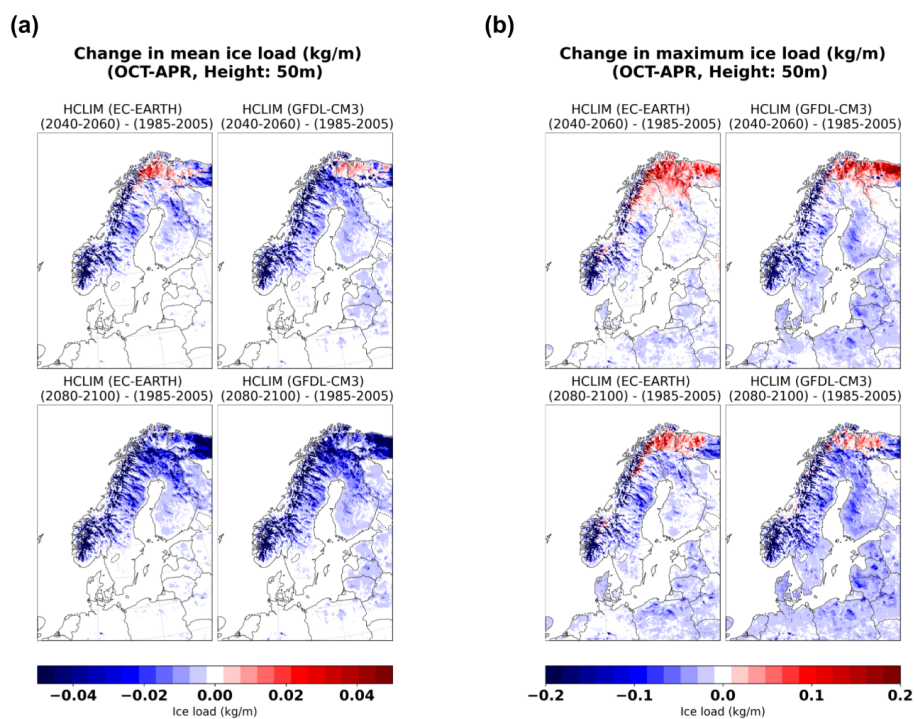 (a)
Change in mean ice load (kg/m)
(OCT-APR, Height: 50m)
HCLIM (EC-EARTH)
(2040-2060) - (1985-2005)
HCLIM (GFDL-CM3)
(2040-2060) - (1985-2005)
HCLIM (EC-EARTH)
(2080-2100) - (1985-2005)
HCLIM (GFDL-CM3)
(2080-2100) - (1985-2005)
−0.04 −0.02 0.00 0.02 0.04
Ice load (kg/m)
(b)
Change in maximum ice load (kg/m)
(OCT-APR, Height: 50m)
HCLIM (EC-EARTH)
(2040-2060) - (1985-2005)
HCLIM (GFDL-CM3)
(2040-2060) - (1985-2005)
HCLIM (EC-EARTH)
(2080-2100) - (1985-2005)
HCLIM (GFDL-CM3)
(2080-2100) - (1985-2005)
−0.2 −0.1 0.0 0.1 0.2
Ice load (kg/m)